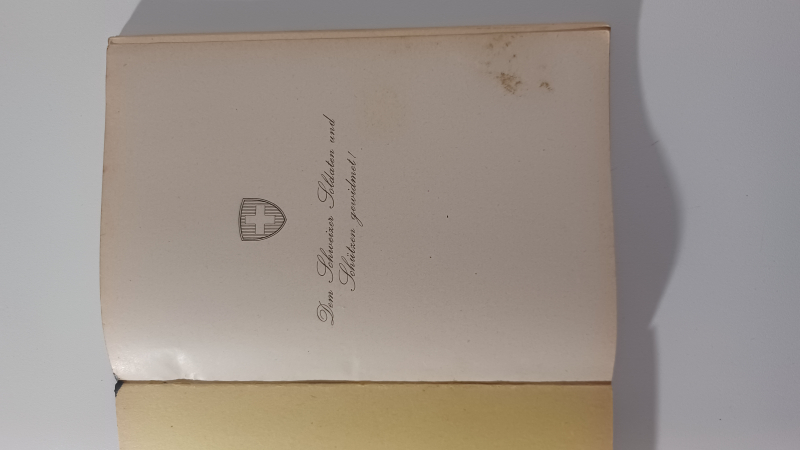 Dem Schweizer Soldaten und
Schützen gewidmet!